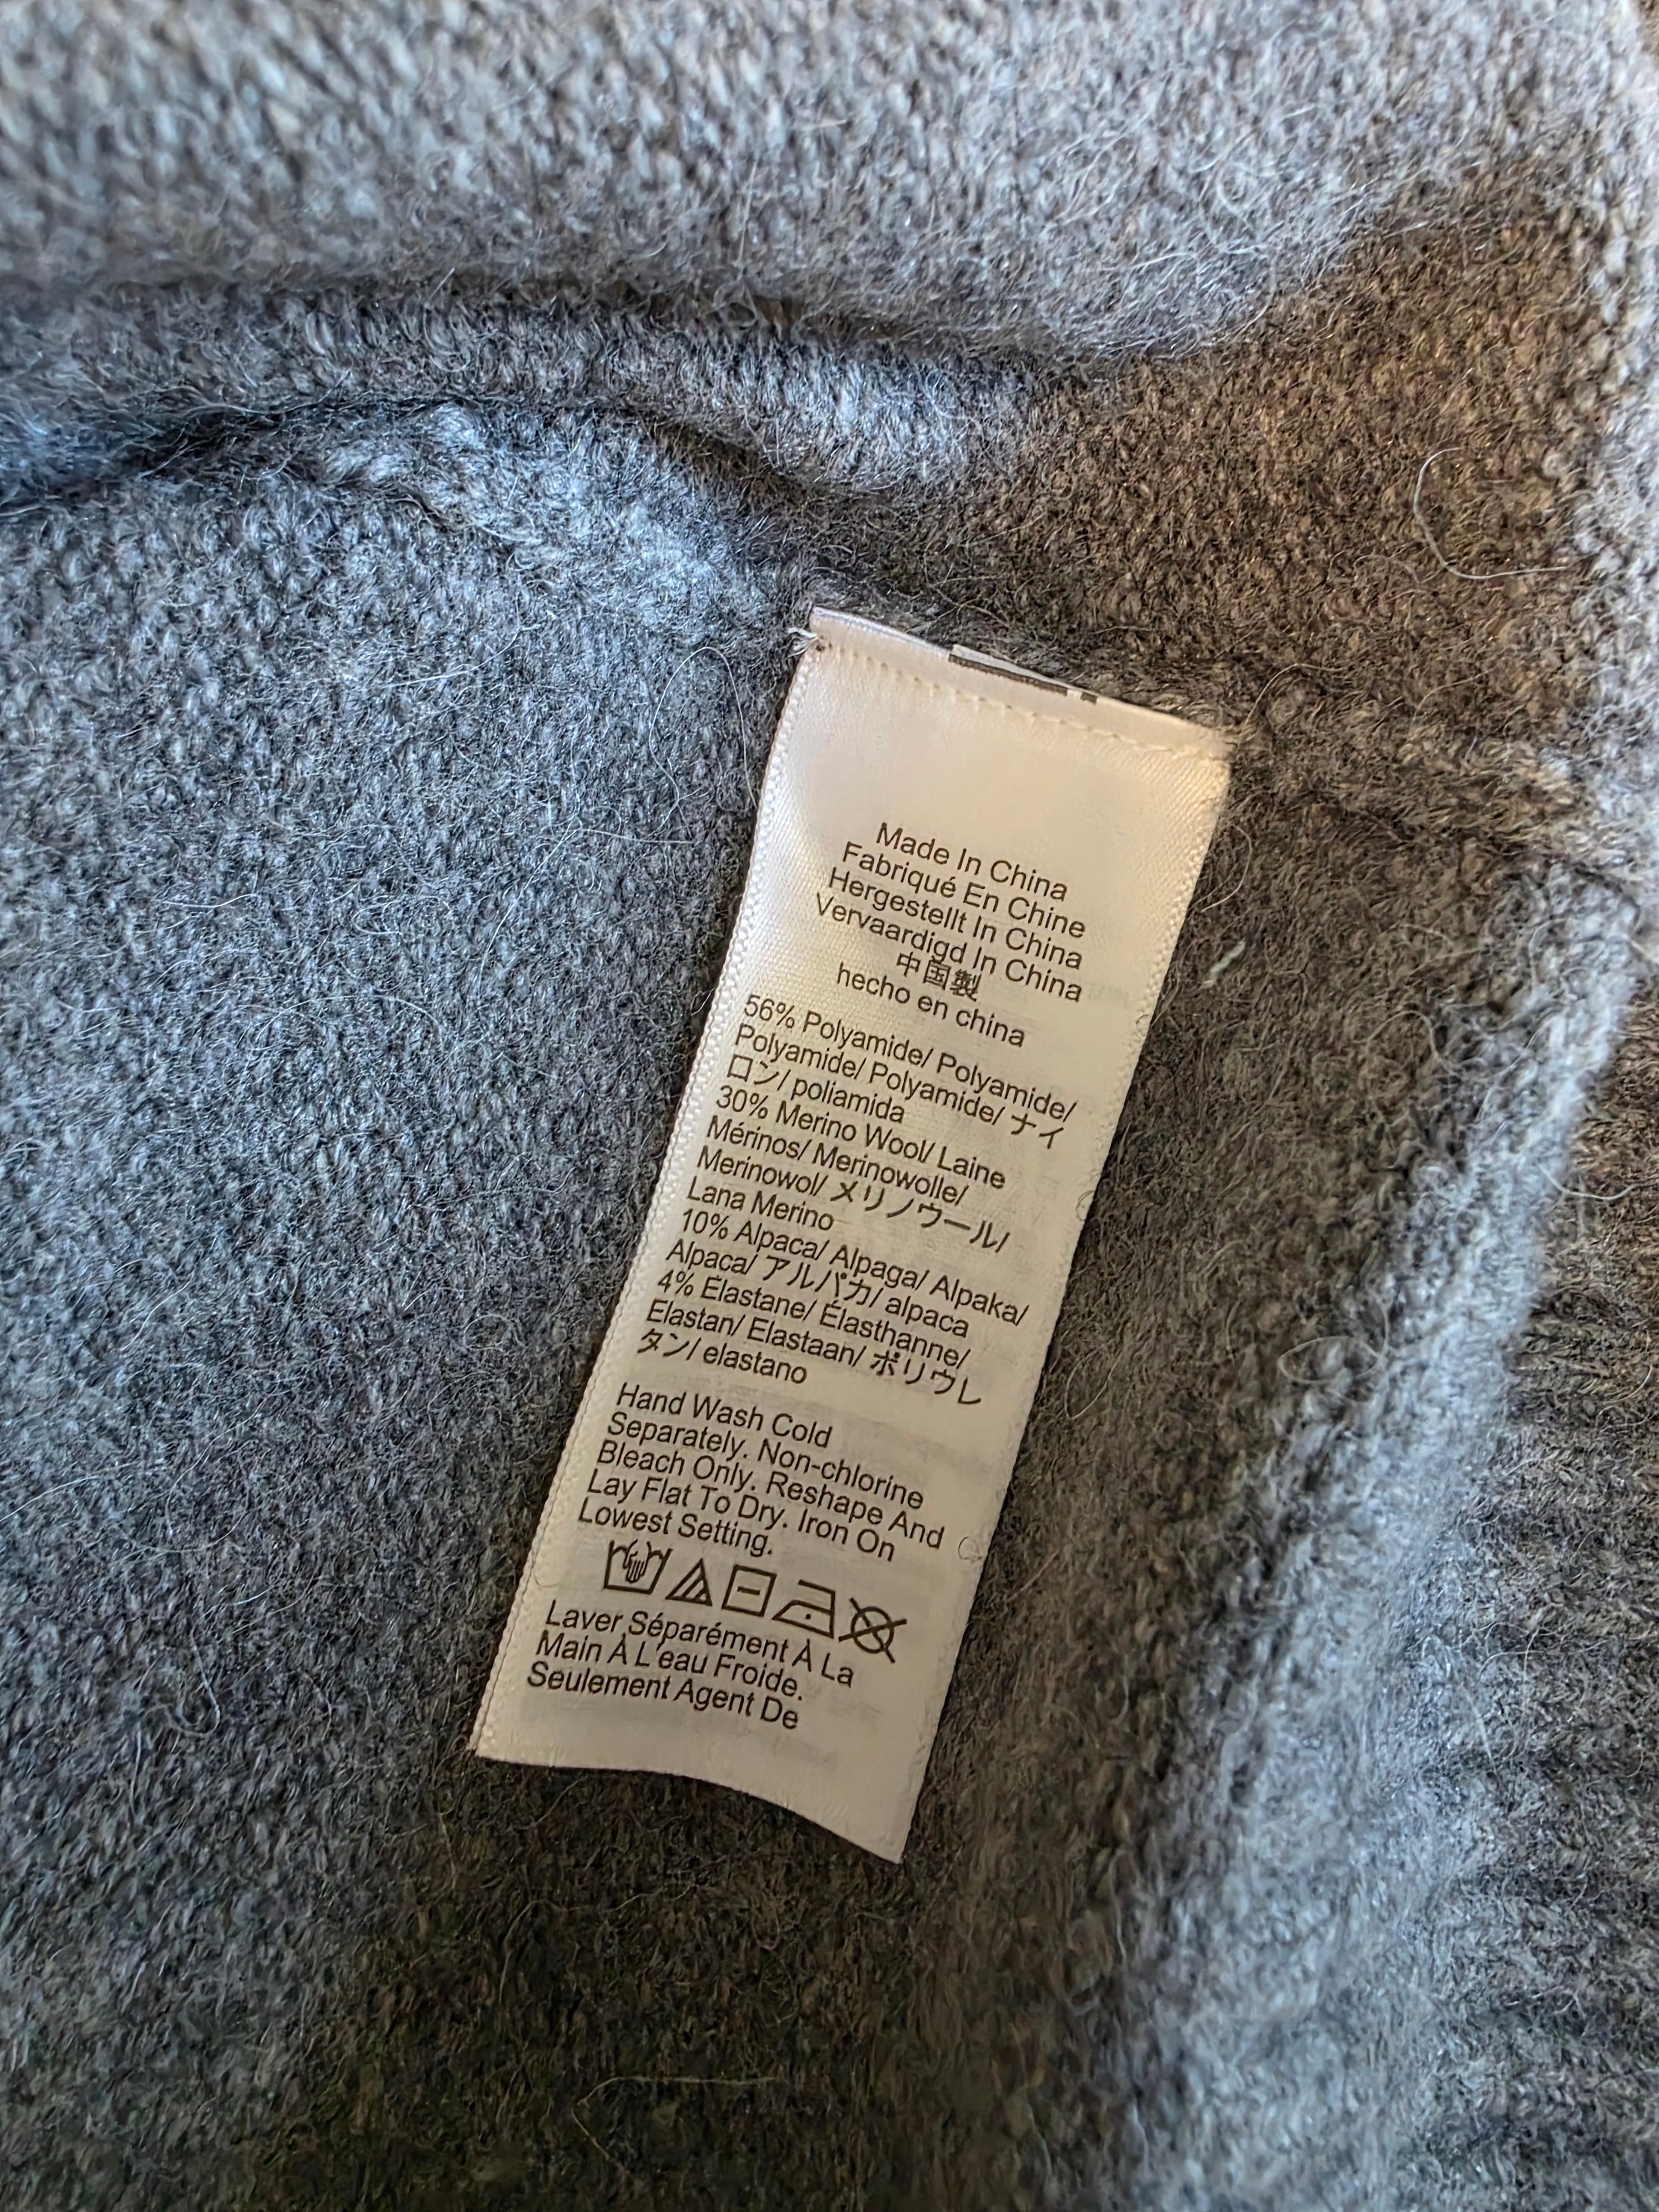 Made In China
Fabriqué En Chine
Hergestellt In China
Vervaardigd In China
中国製
hecho en china
56% Polyamide/ Polyamide/
Polyamide/ Polyamide/ ナイ
ロン/ poliamida
30% Merino Wool/ Laine
Mérinos/ Merinowolle/
Merinowol/ メリノウール/
Lana Merino
10% Alpaca/ Alpaga/ Alpaka/
Alpaca/ アルパカ/ alpaca
4% Elastane/ Élasthanne/
Elastan/ Elastaan/ ポリウレ
タン/ elastano
Hand Wash Cold
Separately. Non-chlorine
Bleach Only. Reshape And
Lay Flat To Dry. Iron On
Lowest Setting.
Laver Séparément À La
Main À L'eau Froide.
Seulement Agent De